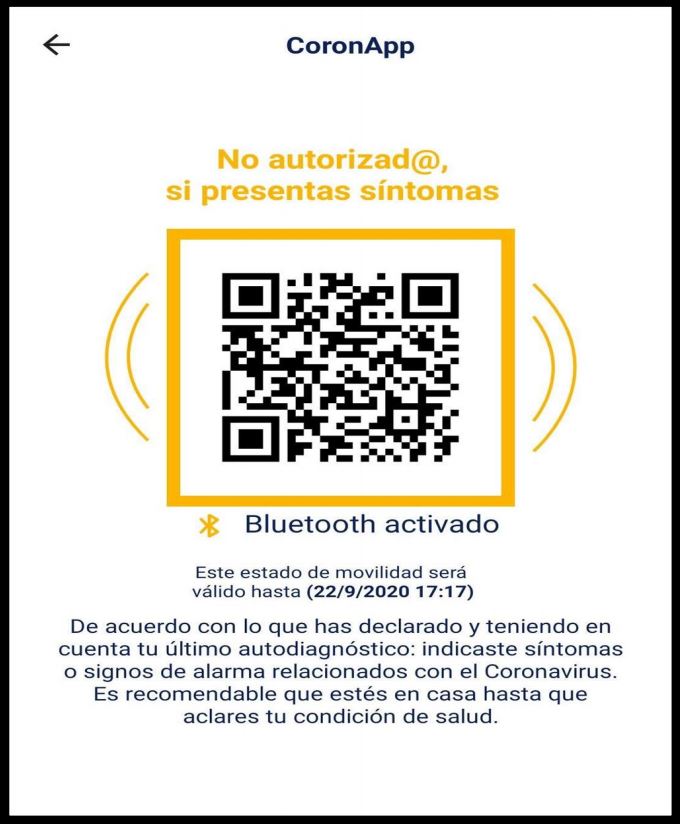 CoronApp
No autorizad@,
si presentas síntomas
Bluetooth activado
Este estado de movilidad será
válido hasta (22/9/2020 17:17)
De acuerdo con lo que has declarado y teniendo en
cuenta tu último autodiagnóstico: indicaste síntomas
o signos de alarma relacionados con el Coronavirus.
Es recomendable que estés en casa hasta que
aclares tu condición de salud.